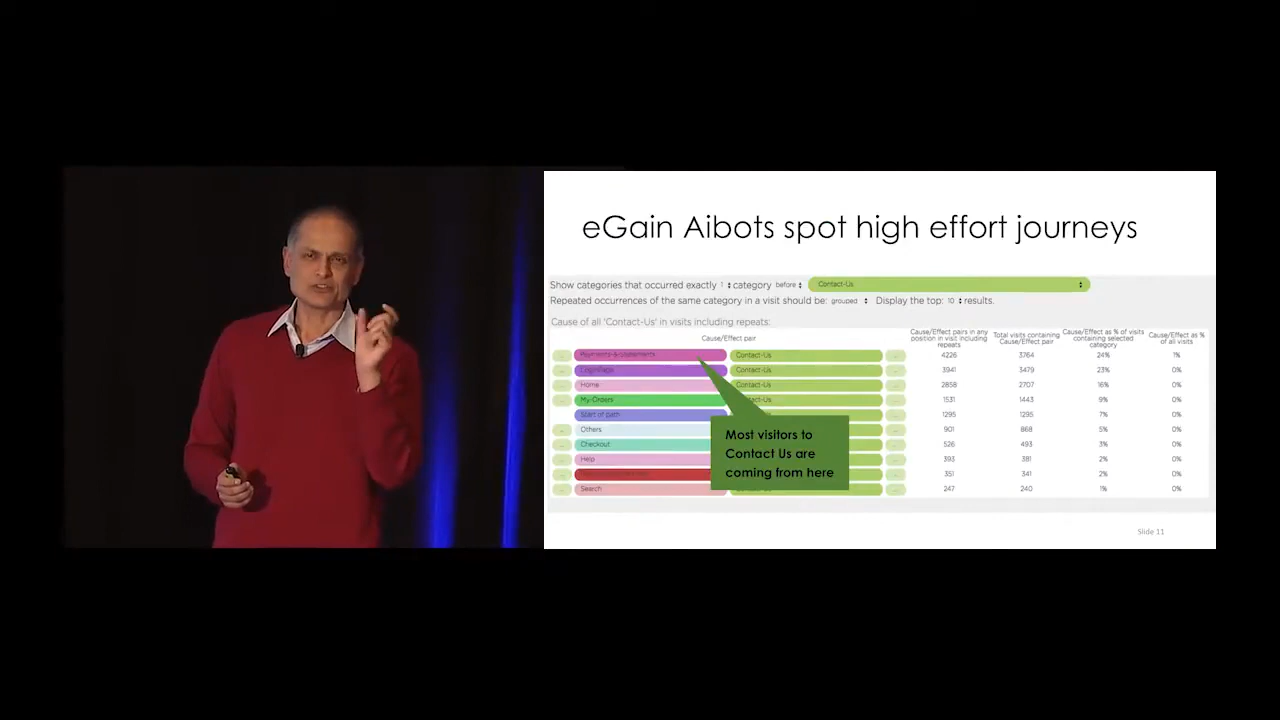 eGain Aibots spot high effort journeys
Show categories that occurred exactly 1 category before Contact-Us
Repeated occurrences of the same category in a visit should be: grouped Display the top: 10 results.
Cause of all 'Contact-Us' in visits including repeats:
Cause/Effect pair
Cause/Effect pairs in any position in visit including repeats
Total visits containing Cause/Effect pair
Cause/Effect as % of visits containing selected category
Cause/Effect as % of all visits
Payments-&-Statements Contact-Us 4226 3764 24% 1%
LoginPage Contact-Us 3941 3479 23% 0%
Home Contact-Us 2858 2707 16% 0%
My-Orders Contact-Us 1531 1443 9% 0%
Start of path 1295 1295 7% 0%
Others 901 868 5% 0%
Checkout 526 493 3% 0%
Help 393 381 2% 0%
351 341 2% 0%
Search 247 240 1% 0%
Most visitors to
Contact Us are
coming from here
Slide 11